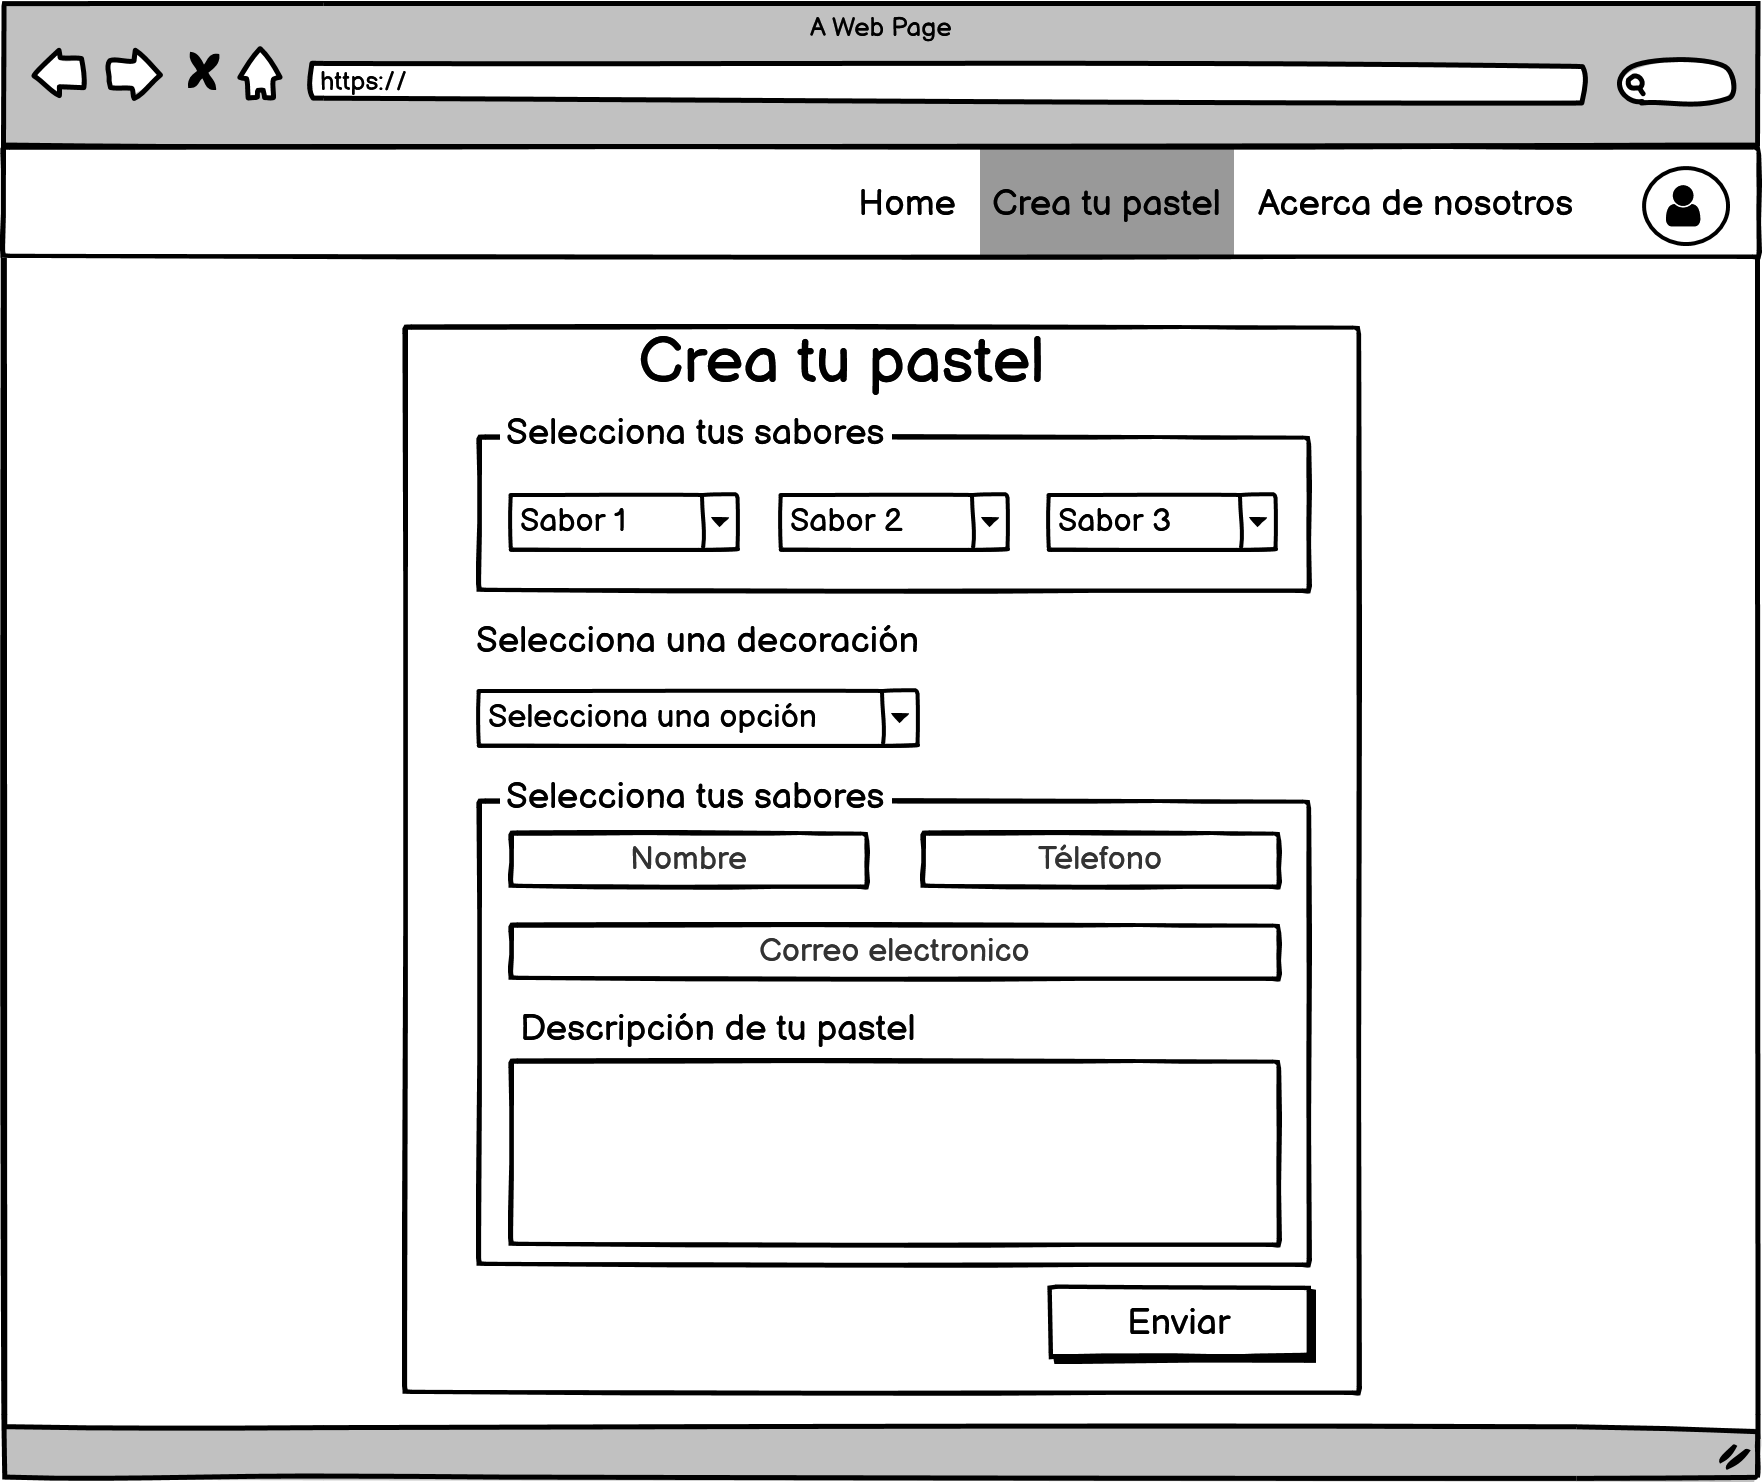 A Web Page
https://
Home Crea tu pastel Acerca de nosotros
Crea tu pastel
Selecciona tus sabores
Sabor 1 Sabor 2 Sabor 3
Selecciona una decoración
Selecciona una opción
Selecciona tus sabores
Nombre Télefono
Correo electronico
Descripción de tu pastel
Enviar